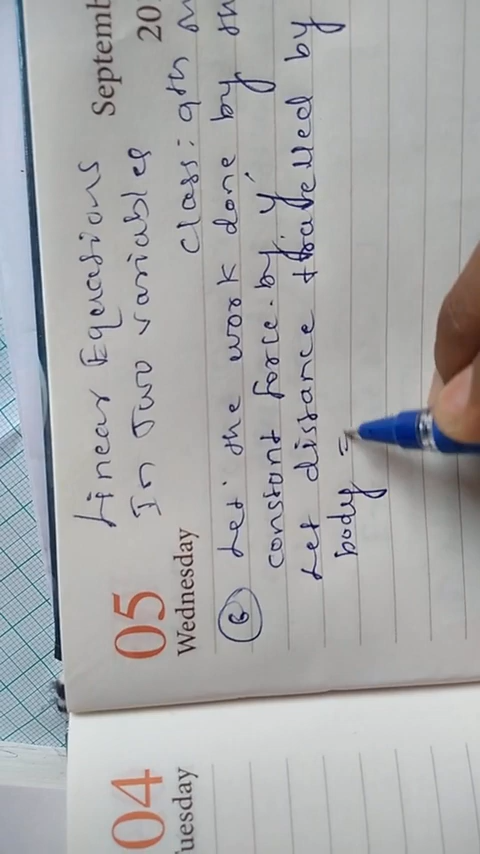 05
Wednesday
Septemb
20
Linear Equations
In Two variables
class: 9th
6 Let the work done by th
constant force. by 'y'
Let distance travelled by
body =
04
uesday